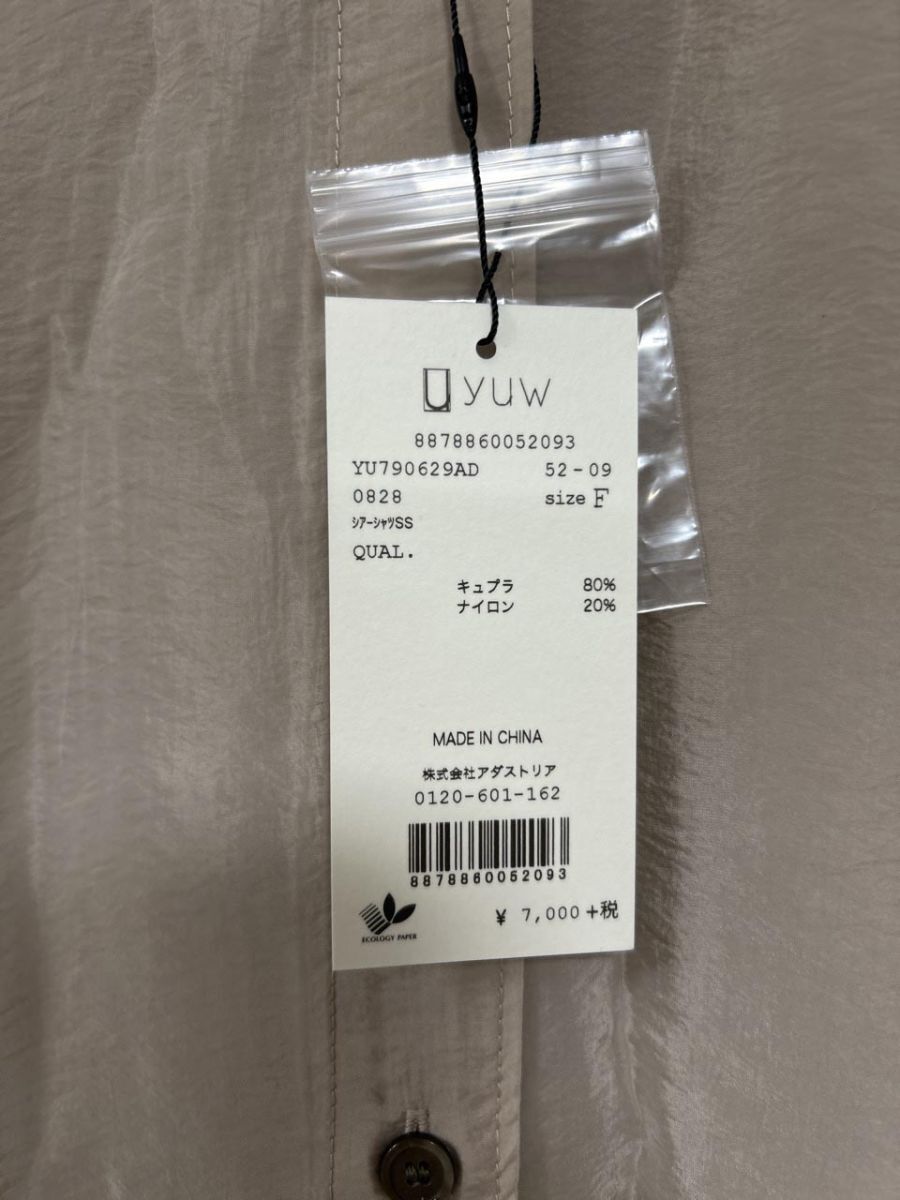 U yuw
8878860052093
YU790629AD 52-09
0828 size F
ｼｱｰｼｬﾂSS
QUAL.
キュプラ 80%
ナイロン 20%
MADE IN CHINA
株式会社アダストリア
0120-601-162
8878860052093
¥ 7,000+税
ECOLOGY PAPER